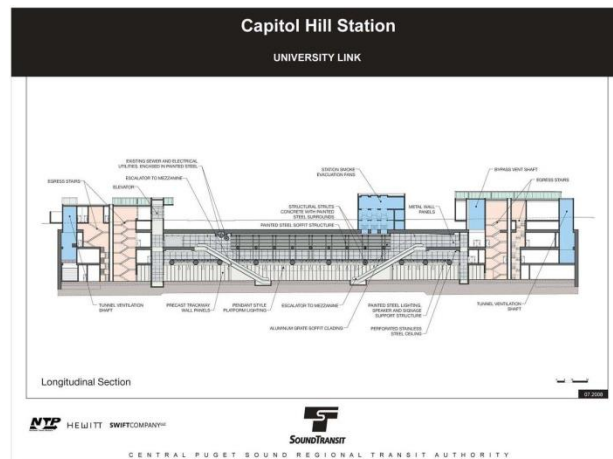 Capitol Hill Station
UNIVERSITY LINK
EXISTING SEWER AND ELECTRICAL
UTILITIES, ENCASED IN PAINTED STEEL
ESCALATOR TO MEZZANINE
EGRESS STAIRS
ELEVATOR
STATION SMOKE
EVACUATION FANS
STRUCTURAL STRUTS
CONCRETE WITH PAINTED
STEEL SURROUNDS
PAINTED STEEL SOFFIT STRUCTURE
METAL WALL
PANELS
BYPASS VENT SHAFT
EGRESS STAIRS
TUNNEL VENTILATION
SHAFT
PRECAST TRACKWAY
WALL PANELS
PENDANT STYLE
PLATFORM LIGHTING
ESCALATOR TO MEZZANINE
ALUMINUM GRATE SOFFIT CLADING
PAINTED STEEL LIGHTING,
SPEAKER AND SIGNAGE
SUPPORT STRUCTURE
PERFORATED STAINLESS
STEEL CEILING
TUNNEL VENTILATION
SHAFT
Longitudinal Section
07.2008
NTP HEWITT SWIFTCOMPANY
SOUNDTRANSIT
CENTRAL PUGET SOUND REGIONAL TRANSIT AUTHORITY